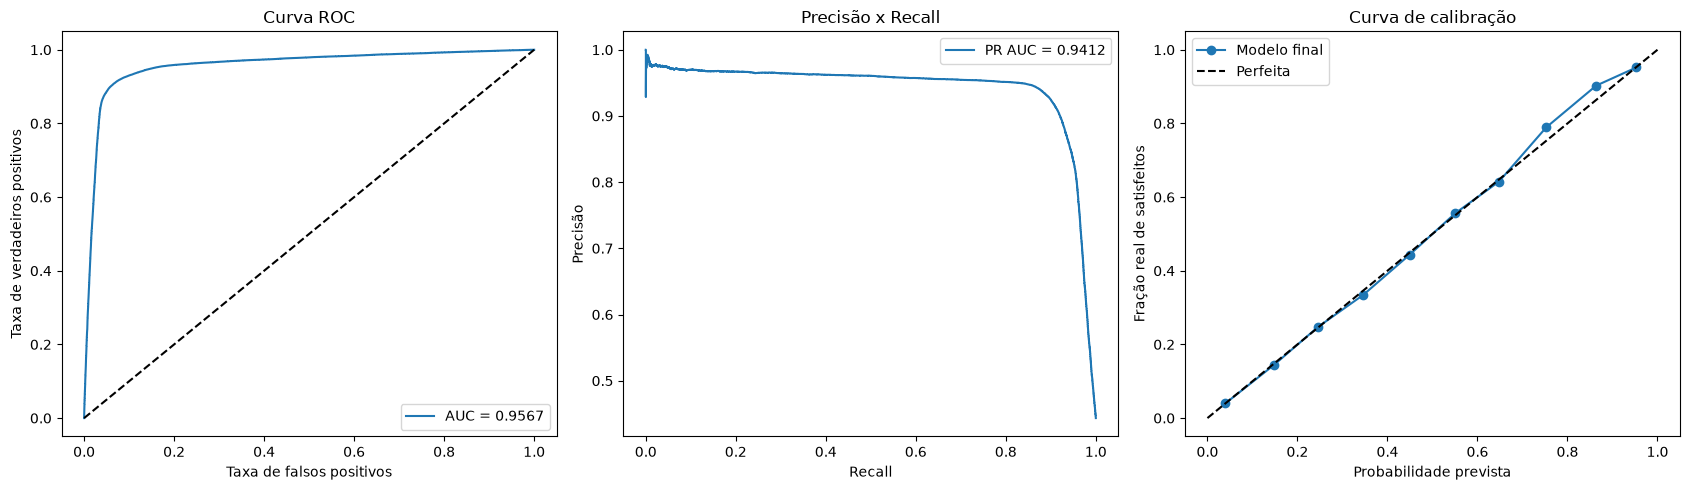 Curva ROC
1.0
0.8
0.6
0.4
0.2
0.0
Taxa de verdadeiros positivos
AUC = 0.9567
0.0 0.2 0.4 0.6 0.8 1.0
Taxa de falsos positivos
Precisão x Recall
PR AUC = 0.9412
1.0
0.9
0.8
0.7
0.6
0.5
Precisão
0.0 0.2 0.4 0.6 0.8 1.0
Recall
Curva de calibração
Modelo final
Perfeita
1.0
0.8
0.6
0.4
0.2
0.0
Fração real de satisfeitos
0.0 0.2 0.4 0.6 0.8 1.0
Probabilidade prevista